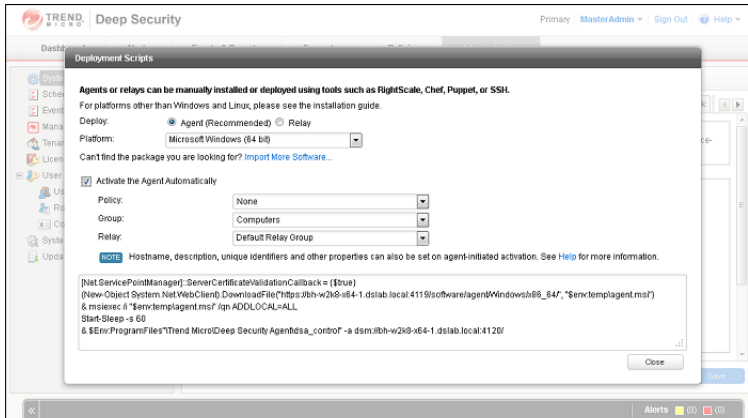 TREND MICRO Deep Security
Primary MasterAdmin Sign Out Help
Deployment Scripts
Agents or relays can be manually installed or deployed using tools such as RightScale, Chef, Puppet, or SSH.
For platforms other than Windows and Linux, please see the installation guide.
Deploy: Agent (Recommended) Relay
Platform: Microsoft Windows (64 bit)
Can't find the package you are looking for? Import More Software...
Activate the Agent Automatically
Policy: None
Group: Computers
Relay: Default Relay Group
NOTE Hostname, description, unique identifiers and other properties can also be set on agent-initiated activation. See Help for more information.
[Net.ServicePointManager]::ServerCertificateValidationCallback = {$true}
(New-Object System.Net.WebClient).DownloadFile("https://bh-w2k8-x64-1.dslab.local:4119/software/agent/Windows/x86_64/", "$env:temp\agent.msi")
& msiexec /i "$env:temp\agent.msi" /qn ADDLOCAL=ALL
Start-Sleep -s 60
& $Env:ProgramFiles"\Trend Micro\Deep Security Agent\dsa_control" -a dsm://bh-w2k8-x64-1.dslab.local:4120/
Close
Save
Alerts (0) (0)